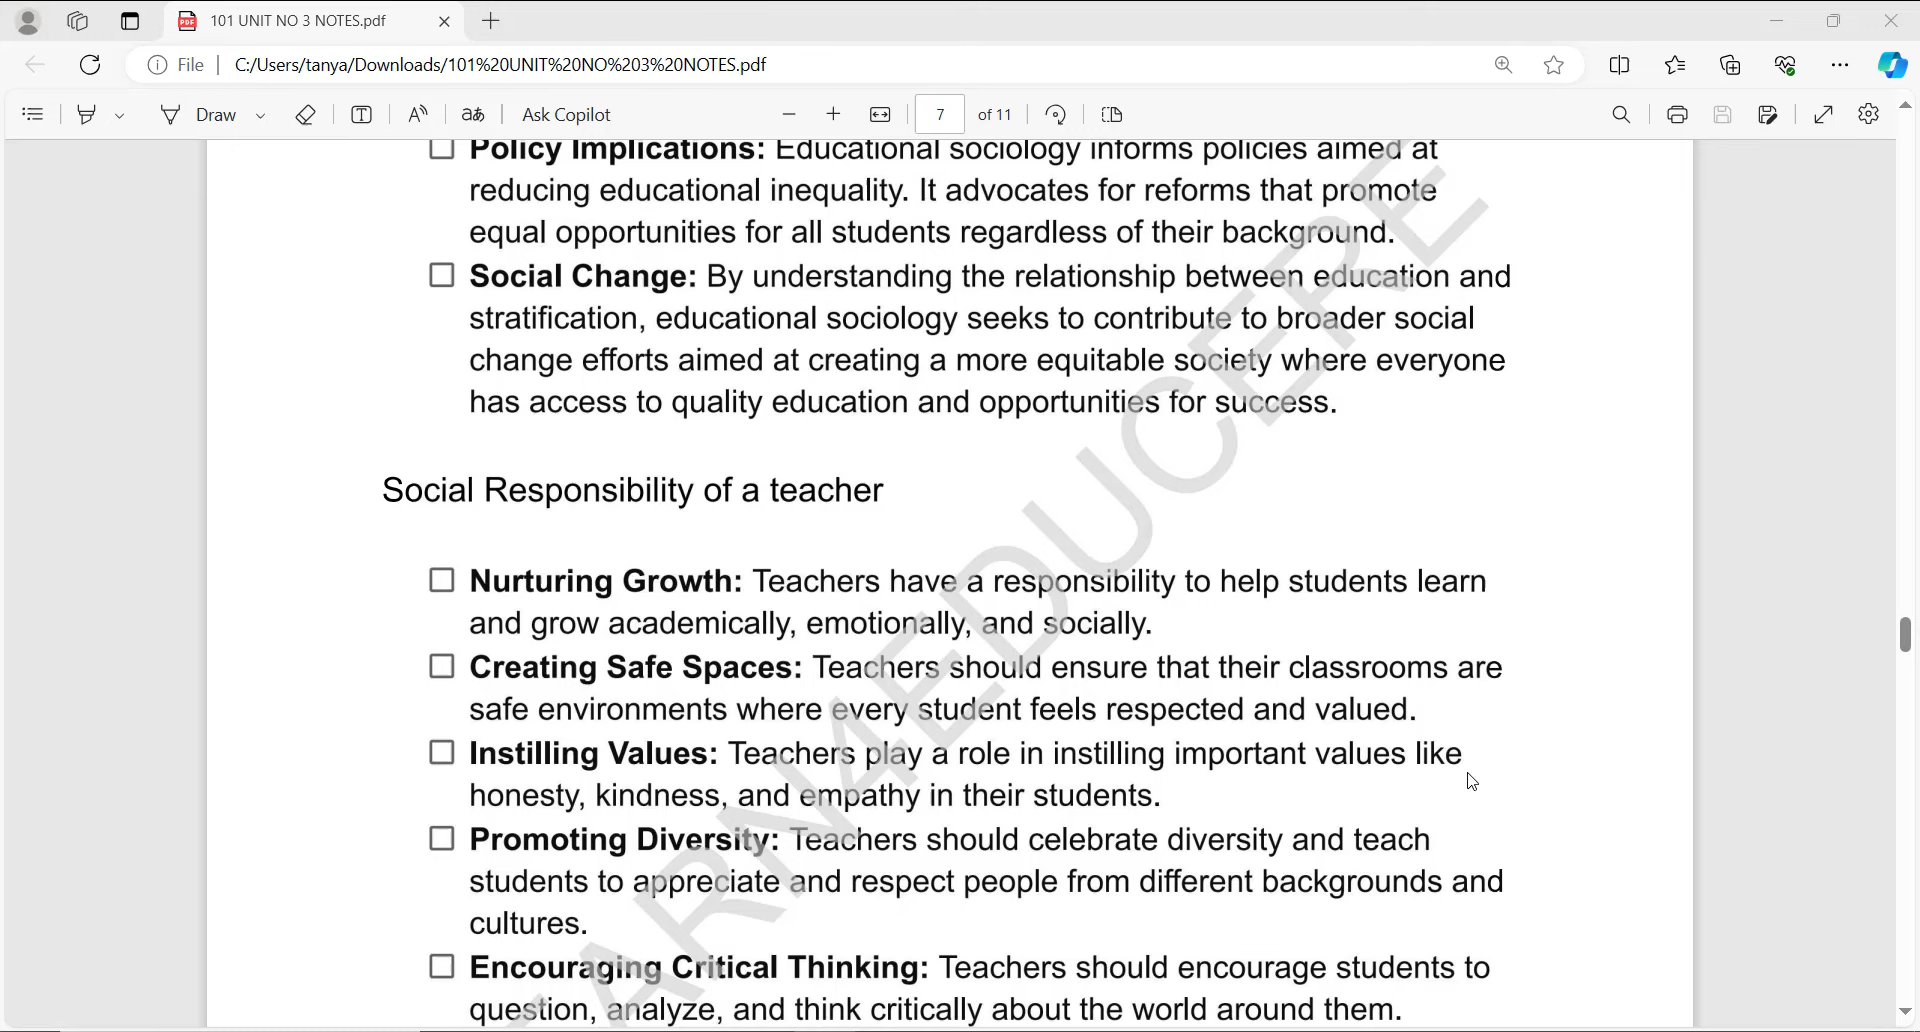 101 UNIT NO 3 NOTES.pdf
File
C:/Users/tanya/Downloads/101%20UNIT%20NO%203%20NOTES.pdf
Draw
Ask Copilot
7 of 11
Policy Implications: Educational sociology informs policies aimed at
reducing educational inequality. It advocates for reforms that promote
equal opportunities for all students regardless of their background.
Social Change: By understanding the relationship between education and
stratification, educational sociology seeks to contribute to broader social
change efforts aimed at creating a more equitable society where everyone
has access to quality education and opportunities for success.
Social Responsibility of a teacher
Nurturing Growth: Teachers have a responsibility to help students learn
and grow academically, emotionally, and socially.
Creating Safe Spaces: Teachers should ensure that their classrooms are
safe environments where every student feels respected and valued.
Instilling Values: Teachers play a role in instilling important values like
honesty, kindness, and empathy in their students.
Promoting Diversity: Teachers should celebrate diversity and teach
students to appreciate and respect people from different backgrounds and
cultures.
Encouraging Critical Thinking: Teachers should encourage students to
question, analyze, and think critically about the world around them.
EARN4EDUCERE